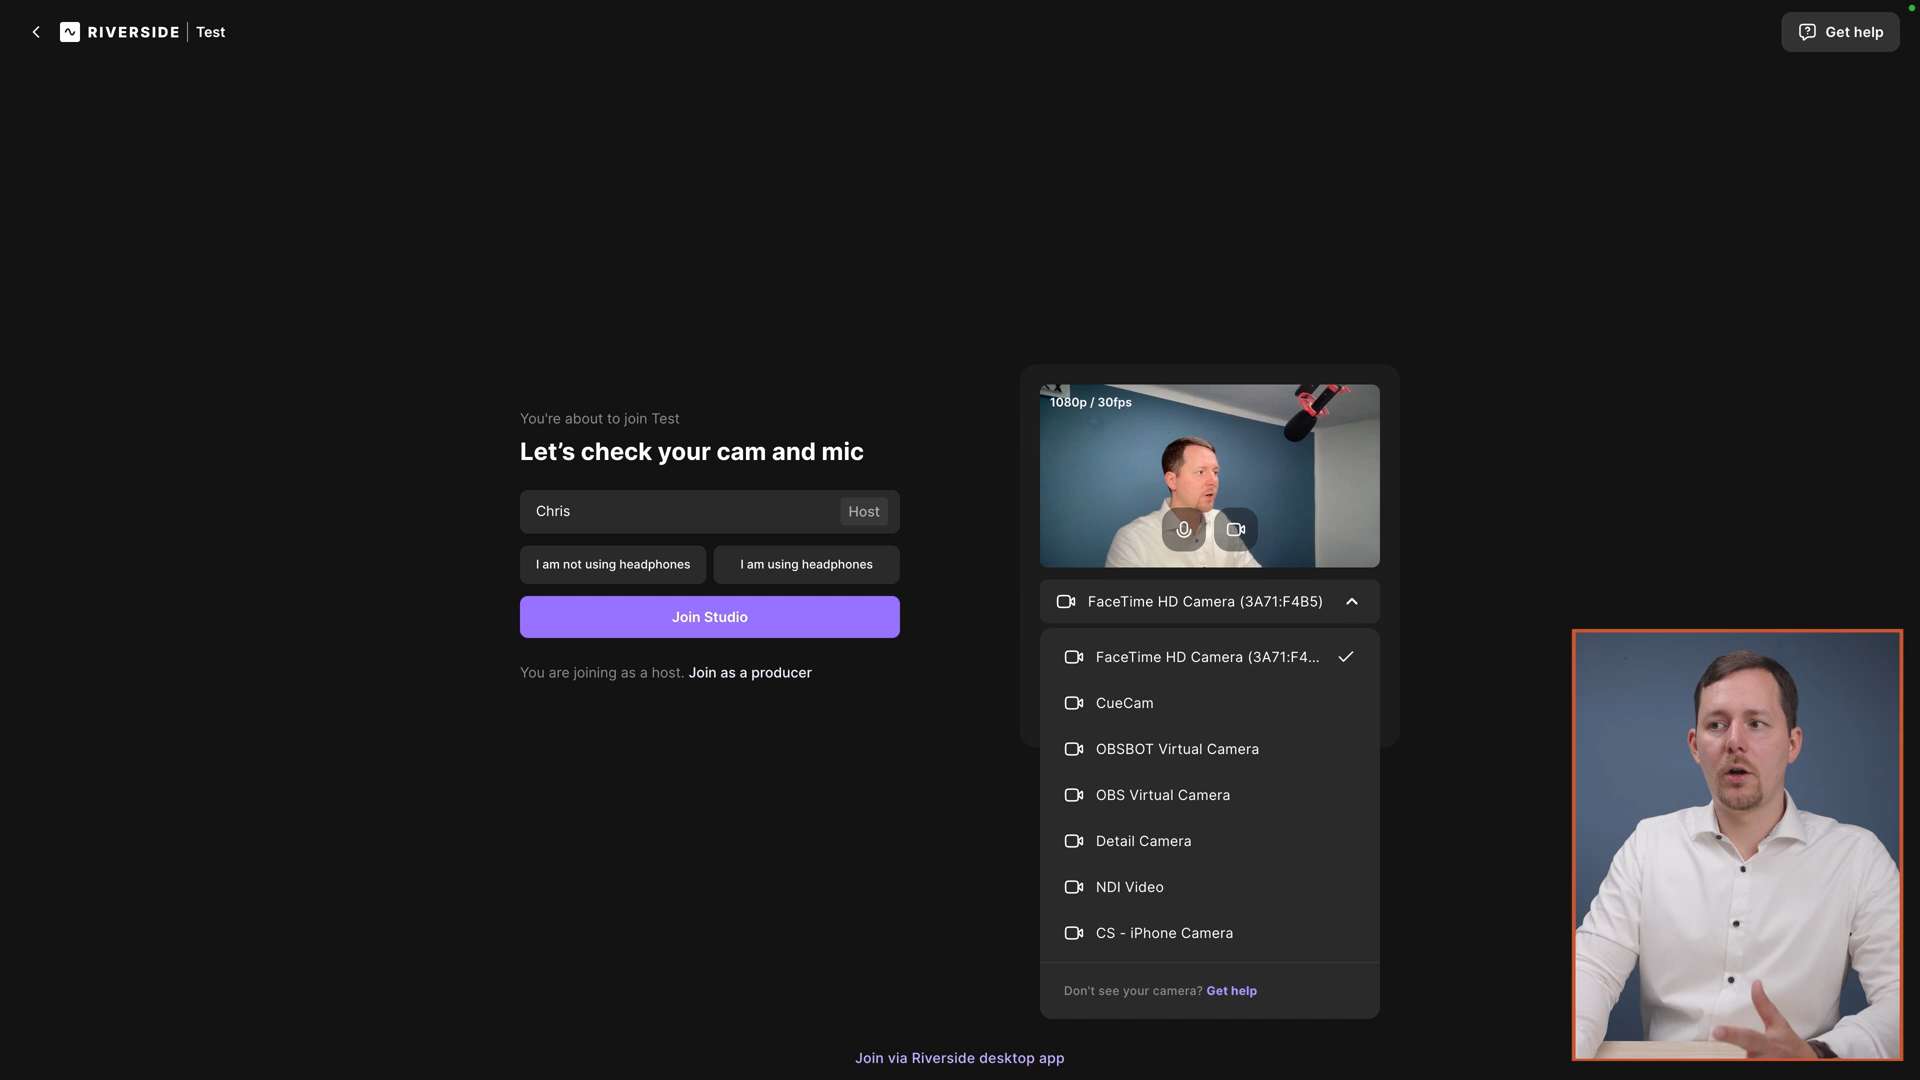 RIVERSIDE
Test
Get help
You're about to join Test
Let’s check your cam and mic
Chris
Host
I am not using headphones
I am using headphones
Join Studio
You are joining as a host. Join as a producer
1080p / 30fps
FaceTime HD Camera (3A71:F4B5)
FaceTime HD Camera (3A71:F4...
CueCam
OBSBOT Virtual Camera
OBS Virtual Camera
Detail Camera
NDI Video
CS - iPhone Camera
Don't see your camera? Get help
Join via Riverside desktop app